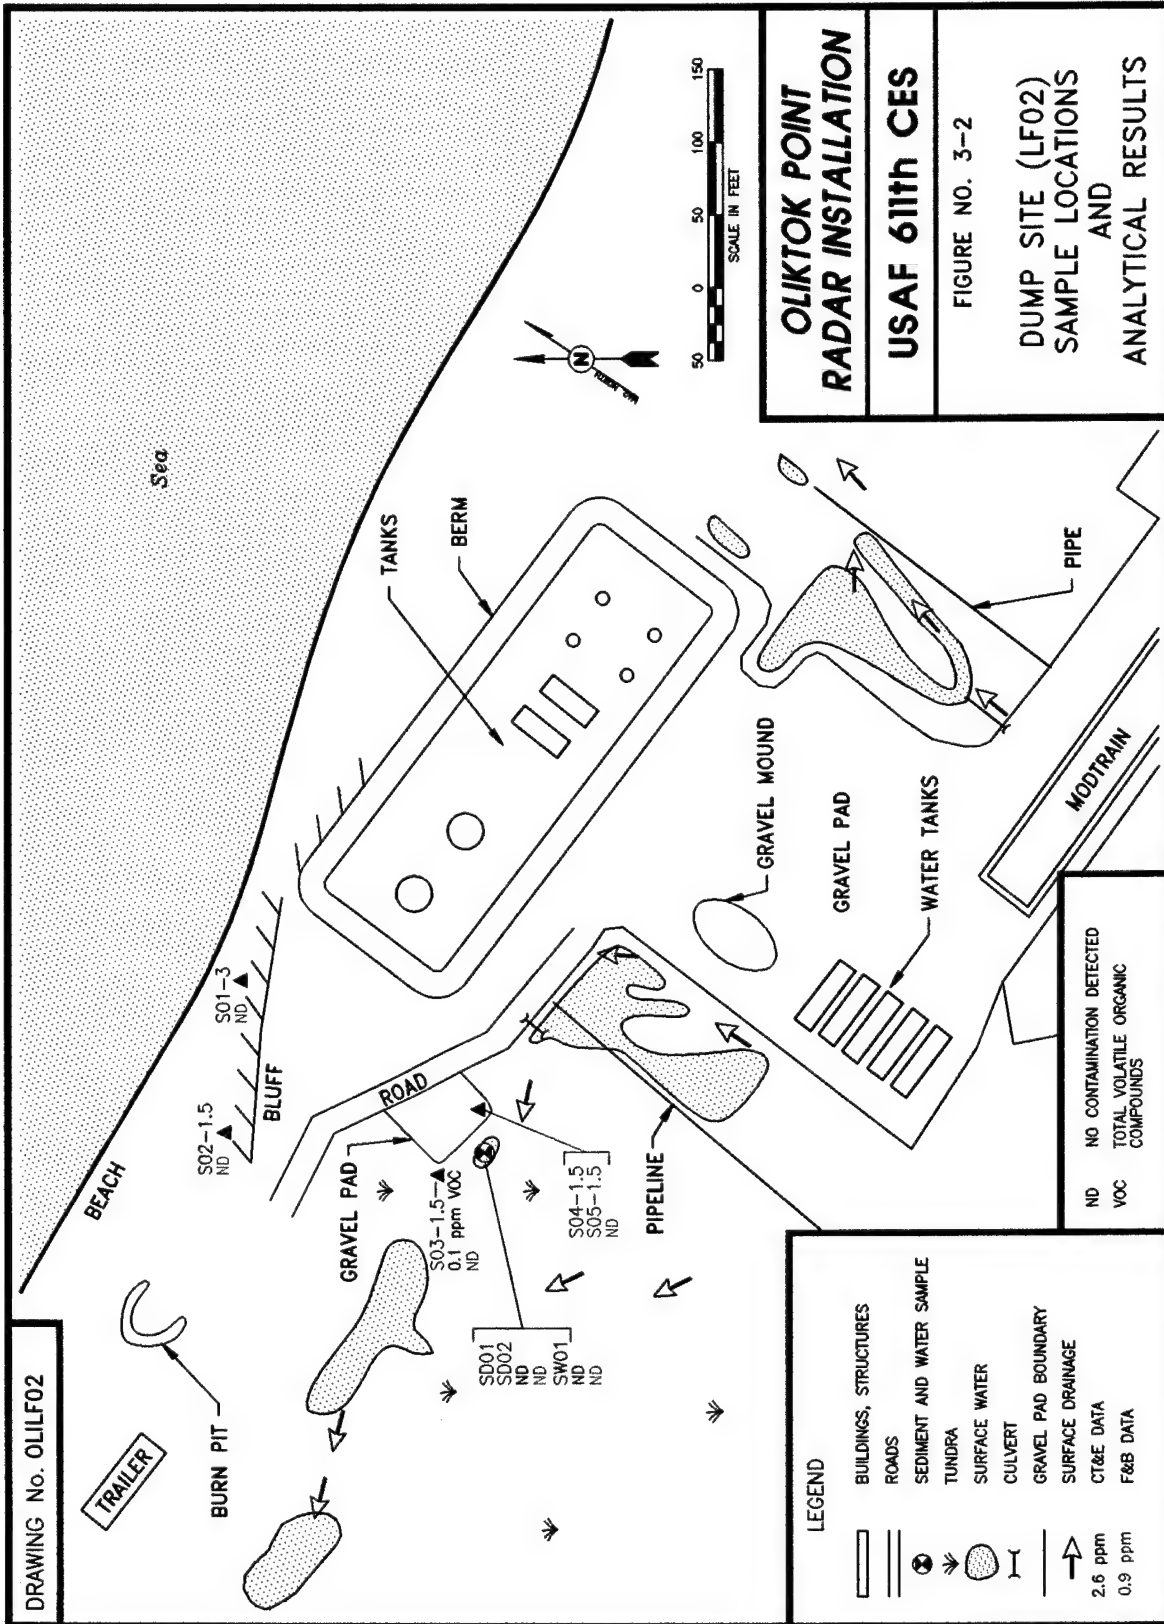 DRAWING No. OLILF02
Sea
BEACH
TRAILER
BURN PIT
S02-1.5
ND
S01-3
ND
BLUFF
ROAD
GRAVEL PAD
S03-1.5
0.1 ppm VOC
ND
S04-1.5
S05-1.5
ND
SD01
SD02
ND
ND
SW01
ND
ND
PIPELINE
TANKS
BERM
GRAVEL MOUND
GRAVEL PAD
WATER TANKS
MODTRAIN
PIPE
N
50 0 50 100 150
SCALE IN FEET
LEGEND
BUILDINGS, STRUCTURES
ROADS
SEDIMENT AND WATER SAMPLE
TUNDRA
SURFACE WATER
CULVERT
GRAVEL PAD BOUNDARY
SURFACE DRAINAGE
2.6 ppm CT&E DATA
0.9 ppm F&B DATA
ND NO CONTAMINATION DETECTED
VOC TOTAL VOLATILE ORGANIC
COMPOUNDS
OLIKTOK POINT
RADAR INSTALLATION
USAF 611th CES
FIGURE NO. 3-2
DUMP SITE (LF02)
SAMPLE LOCATIONS
AND
ANALYTICAL RESULTS